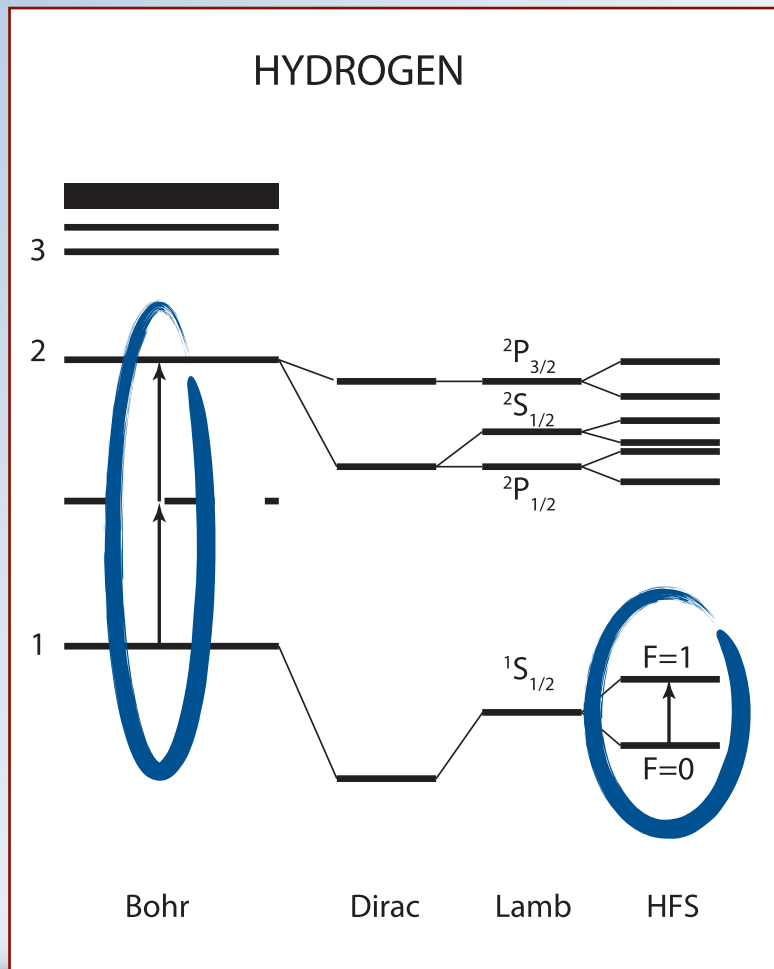 HYDROGEN
3
2
²P₃/₂
²S₁/₂
²P₁/₂
1
¹S₁/₂
F=1
F=0
Bohr Dirac Lamb HFS